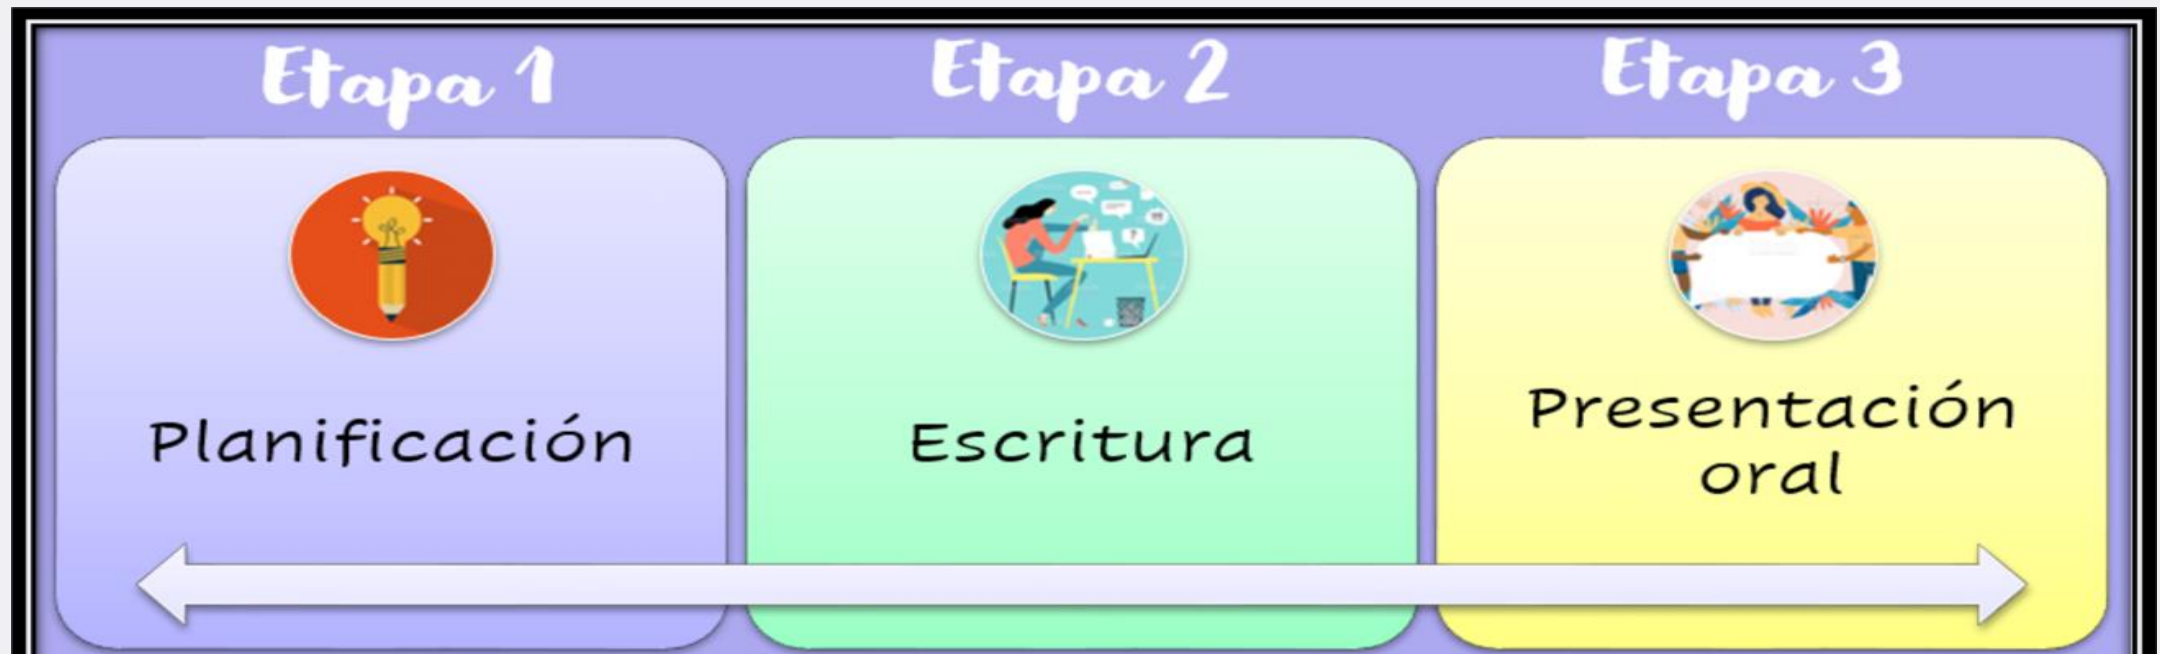 Etapa 1
Etapa 2
Etapa 3
Planificación
Escritura
Presentación
oral